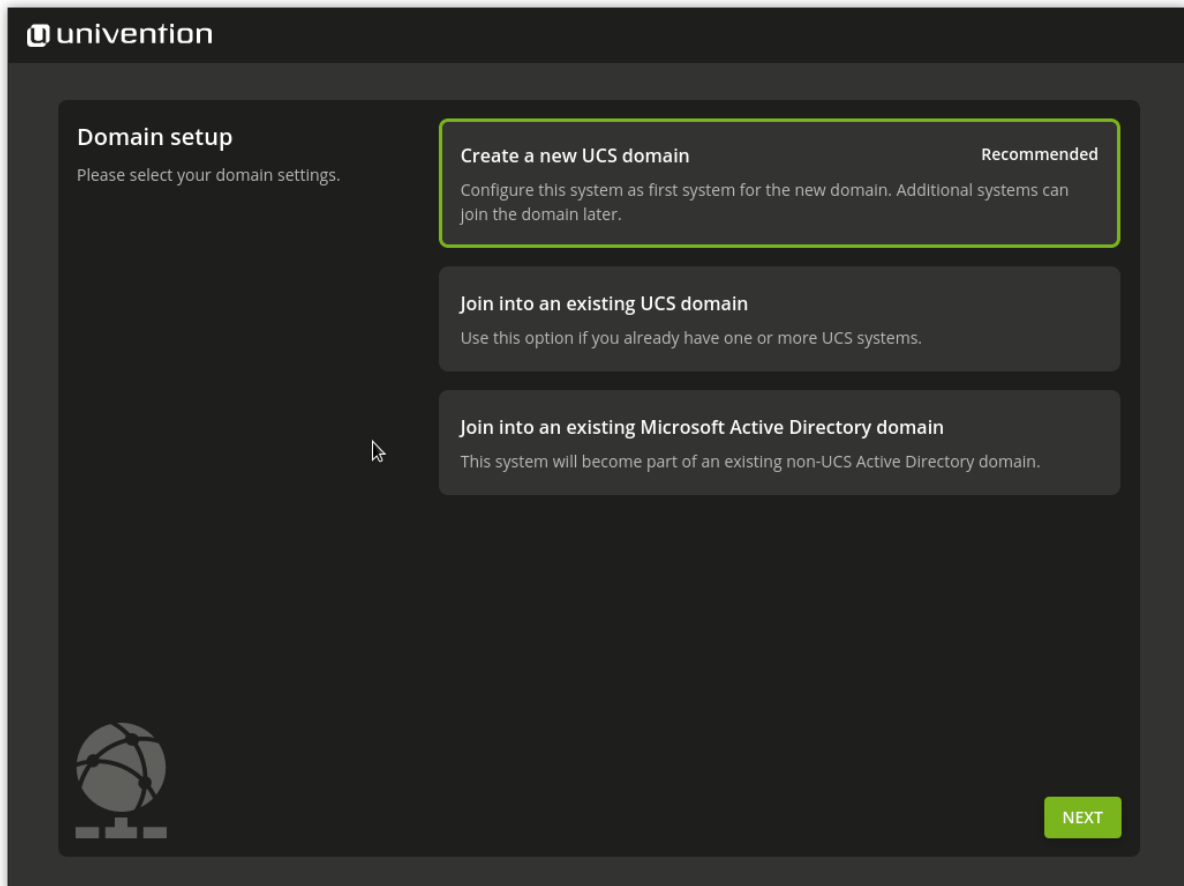 univention
Domain setup
Please select your domain settings.
Create a new UCS domain
Recommended
Configure this system as first system for the new domain. Additional systems can
join the domain later.
Join into an existing UCS domain
Use this option if you already have one or more UCS systems.
Join into an existing Microsoft Active Directory domain
This system will become part of an existing non-UCS Active Directory domain.
NEXT